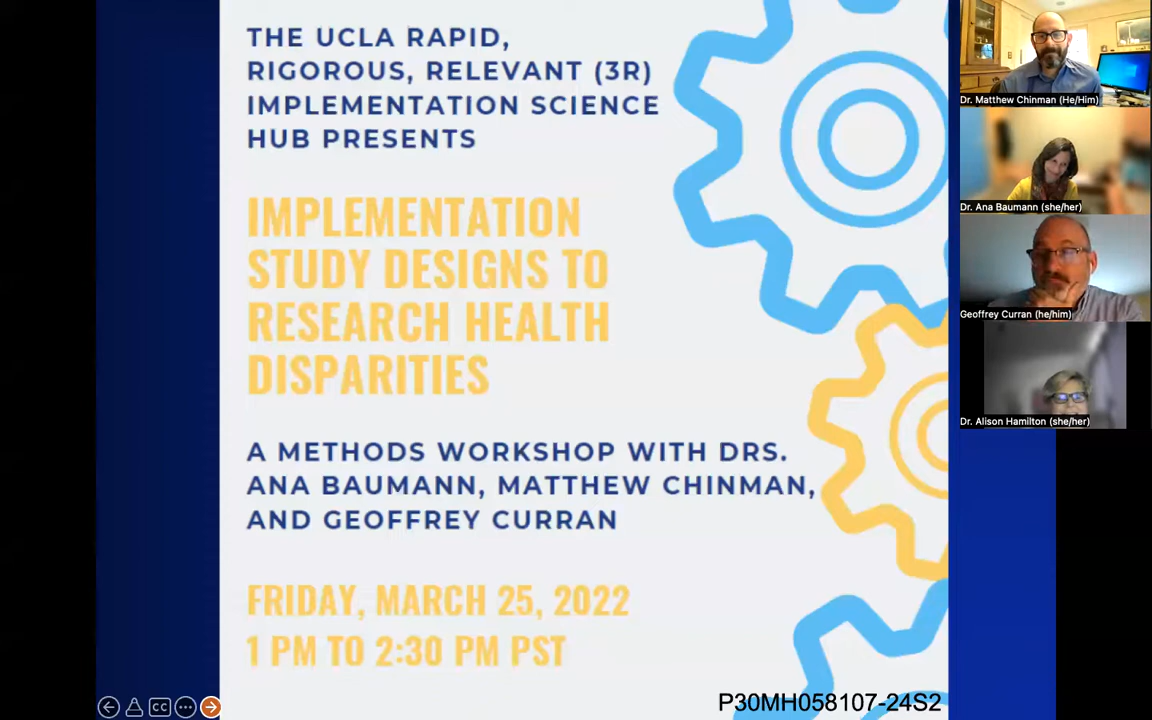 THE UCLA RAPID,
RIGOROUS, RELEVANT (3R)
IMPLEMENTATION SCIENCE
HUB PRESENTS
IMPLEMENTATION
STUDY DESIGNS TO
RESEARCH HEALTH
DISPARITIES
A METHODS WORKSHOP WITH DRS.
ANA BAUMANN, MATTHEW CHINMAN,
AND GEOFFREY CURRAN
FRIDAY, MARCH 25, 2022
1 PM TO 2:30 PM PST
P30MH058107-24S2
CC
Dr. Matthew Chinman (He/Him)
Dr. Ana Baumann (she/her)
Geoffrey Curran (he/him)
Dr. Alison Hamilton (she/her)